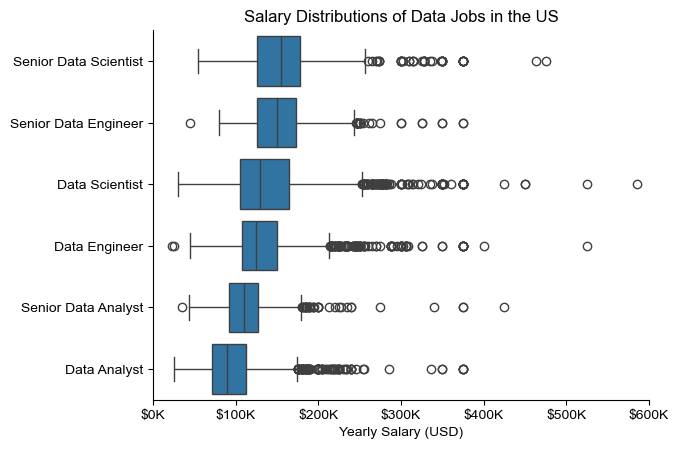 Salary Distributions of Data Jobs in the US
Senior Data Scientist
Senior Data Engineer
Data Scientist
Data Engineer
Senior Data Analyst
Data Analyst
$0K $100K $200K $300K $400K $500K $600K
Yearly Salary (USD)